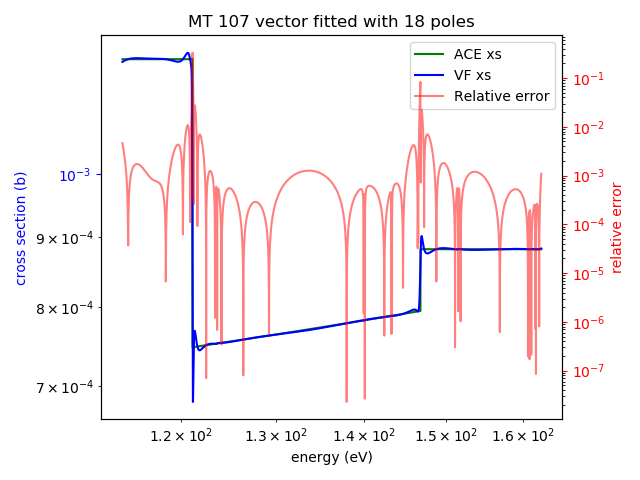 MT 107 vector fitted with 18 poles
ACE xs
VF xs
Relative error
cross section (b)
10⁻³
9 × 10⁻⁴
8 × 10⁻⁴
7 × 10⁻⁴
10⁻¹
10⁻²
10⁻³
10⁻⁴
10⁻⁵
10⁻⁶
10⁻⁷
relative error
1.2 × 10² 1.3 × 10² 1.4 × 10² 1.5 × 10² 1.6 × 10²
energy (eV)